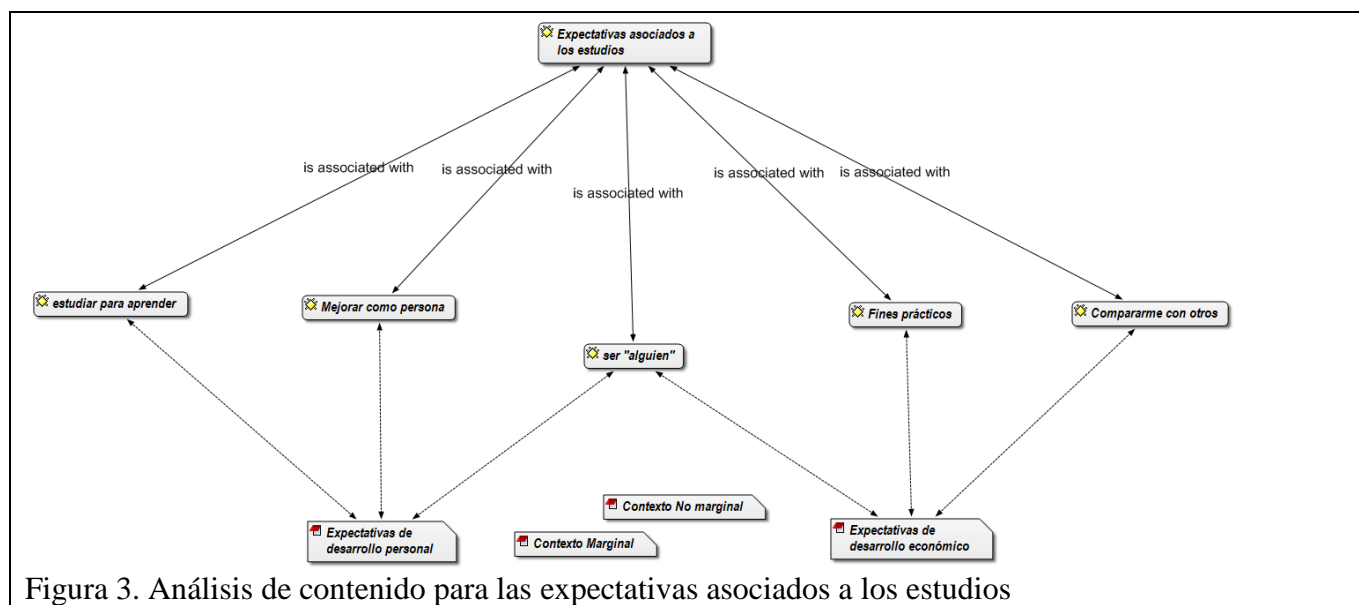 Expectativas asociados a
los estudios
is associated with
is associated with
is associated with
is associated with
is associated with
estudiar para aprender
Mejorar como persona
ser "alguien"
Fines prácticos
Compararme con otros
Contexto No marginal
Contexto Marginal
Expectativas de
desarrollo personal
Expectativas de
desarrollo económico
Figura 3. Análisis de contenido para las expectativas asociados a los estudios